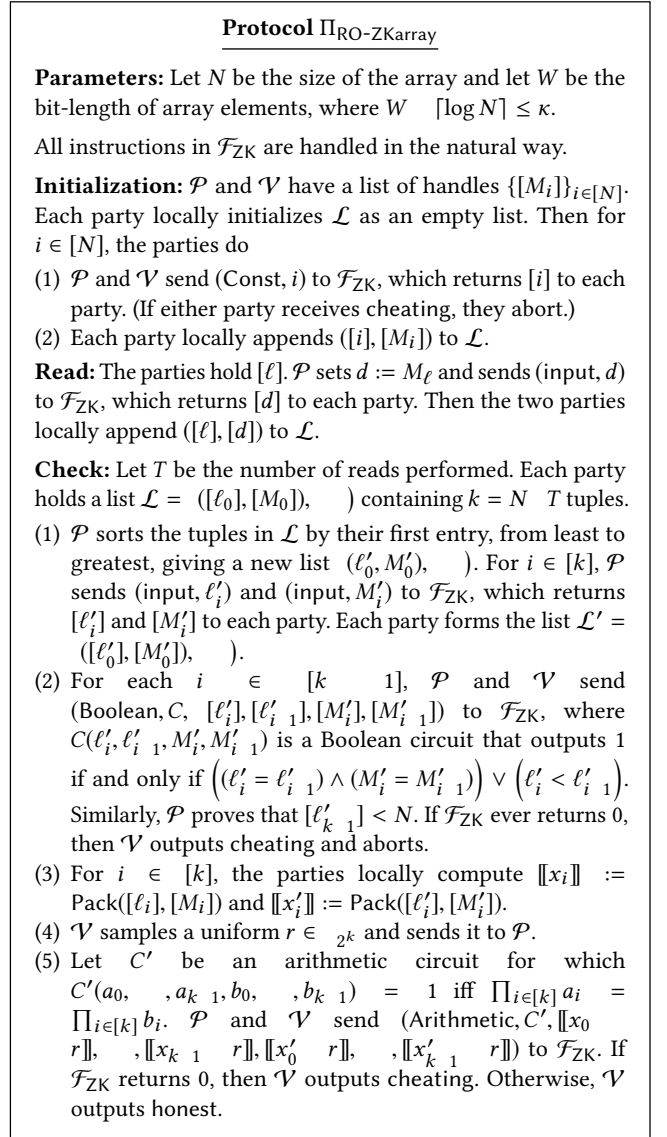 Protocol Π_RO-ZKarray
Parameters: Let N be the size of the array and let W be the
bit-length of array elements, where W ⌈log N⌉ ≤ κ.
All instructions in ℱ_ZK are handled in the natural way.
Initialization: 𝒫 and 𝒱 have a list of handles {[M_i]}_{i∈[N]}.
Each party locally initializes ℒ as an empty list. Then for
i ∈ [N], the parties do
(1) 𝒫 and 𝒱 send (Const, i) to ℱ_ZK, which returns [i] to each
party. (If either party receives cheating, they abort.)
(2) Each party locally appends ([i], [M_i]) to ℒ.
Read: The parties hold [ℓ]. 𝒫 sets d := M_ℓ and sends (input, d)
to ℱ_ZK, which returns [d] to each party. Then the two parties
locally append ([ℓ], [d]) to ℒ.
Check: Let T be the number of reads performed. Each party
holds a list ℒ = ([ℓ_0], [M_0]), ) containing k = N T tuples.
(1) 𝒫 sorts the tuples in ℒ by their first entry, from least to
greatest, giving a new list (ℓ′_0, M′_0), ). For i ∈ [k], 𝒫
sends (input, ℓ′_i) and (input, M′_i) to ℱ_ZK, which returns
[ℓ′_i] and [M′_i] to each party. Each party forms the list ℒ′ =
([ℓ′_0], [M′_0]), ).
(2) For each i ∈ [k 1], 𝒫 and 𝒱 send
(Boolean, C, [ℓ′_i], [ℓ′_{i 1}], [M′_i], [M′_{i 1}]) to ℱ_ZK, where
C(ℓ′_i, ℓ′_{i 1}, M′_i, M′_{i 1}) is a Boolean circuit that outputs 1
if and only if ((ℓ′_i = ℓ′_{i 1}) ∧ (M′_i = M′_{i 1})) ∨ (ℓ′_i < ℓ′_{i 1}).
Similarly, 𝒫 proves that [ℓ′_{k 1}] < N. If ℱ_ZK ever returns 0,
then 𝒱 outputs cheating and aborts.
(3) For i ∈ [k], the parties locally compute ⟦x_i⟧ :=
Pack([ℓ_i], [M_i]) and ⟦x′_i⟧ := Pack([ℓ′_i], [M′_i]).
(4) 𝒱 samples a uniform r ∈ _{2^k} and sends it to 𝒫.
(5) Let C′ be an arithmetic circuit for which
C′(a_0, , a_{k 1}, b_0, , b_{k 1}) = 1 iff ∏_{i∈[k]} a_i =
∏_{i∈[k]} b_i. 𝒫 and 𝒱 send (Arithmetic, C′, ⟦x_0
r⟧, , ⟦x_{k 1} r⟧, ⟦x′_0 r⟧, , ⟦x′_{k 1} r⟧) to ℱ_ZK. If
ℱ_ZK returns 0, then 𝒱 outputs cheating. Otherwise, 𝒱
outputs honest.